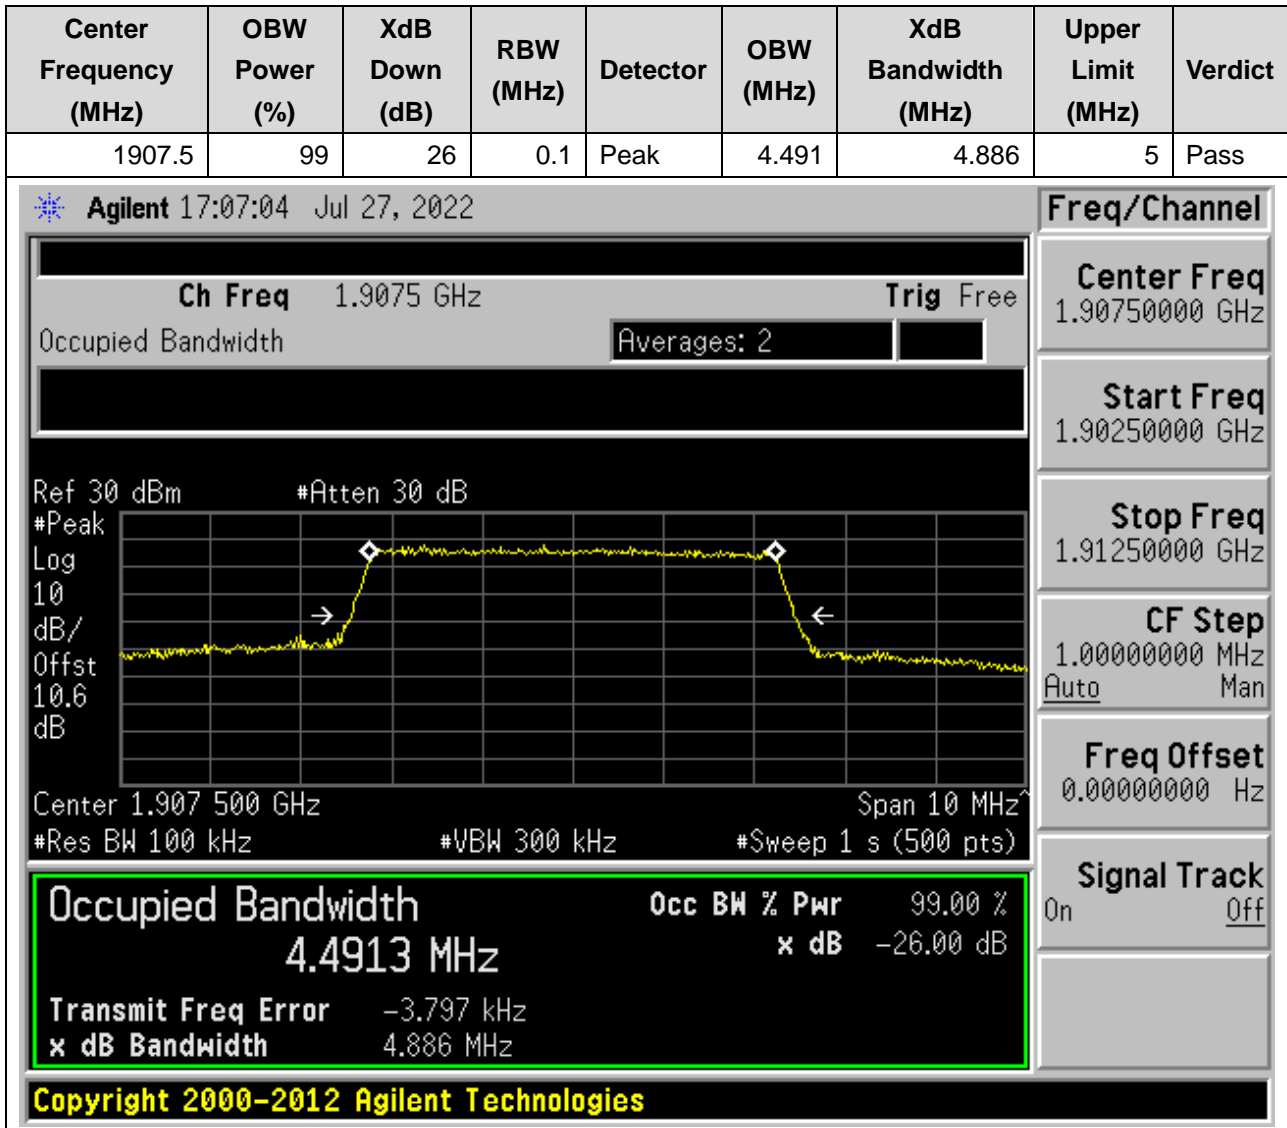 Center Frequency (MHz) OBW Power (%) XdB Down (dB) RBW (MHz) Detector OBW (MHz) XdB Bandwidth (MHz) Upper Limit (MHz) Verdict
1907.5 99 26 0.1 Peak 4.491 4.886 5 Pass
Agilent 17:07:04 Jul 27, 2022
Freq/Channel
Ch Freq 1.9075 GHz Trig Free
Occupied Bandwidth Averages: 2
Center Freq
1.90750000 GHz
Start Freq
1.90250000 GHz
Stop Freq
1.91250000 GHz
CF Step
1.00000000 MHz
Auto Man
Freq Offset
0.00000000 Hz
Signal Track
On Off
Ref 30 dBm #Atten 30 dB
#Peak
Log
10
dB/
Offst
10.6
dB
Center 1.907 500 GHz Span 10 MHz^
#Res BW 100 kHz #VBW 300 kHz #Sweep 1 s (500 pts)
Occupied Bandwidth Occ BW % Pwr 99.00 %
4.4913 MHz x dB -26.00 dB
Transmit Freq Error -3.797 kHz
x dB Bandwidth 4.886 MHz
Copyright 2000-2012 Agilent Technologies